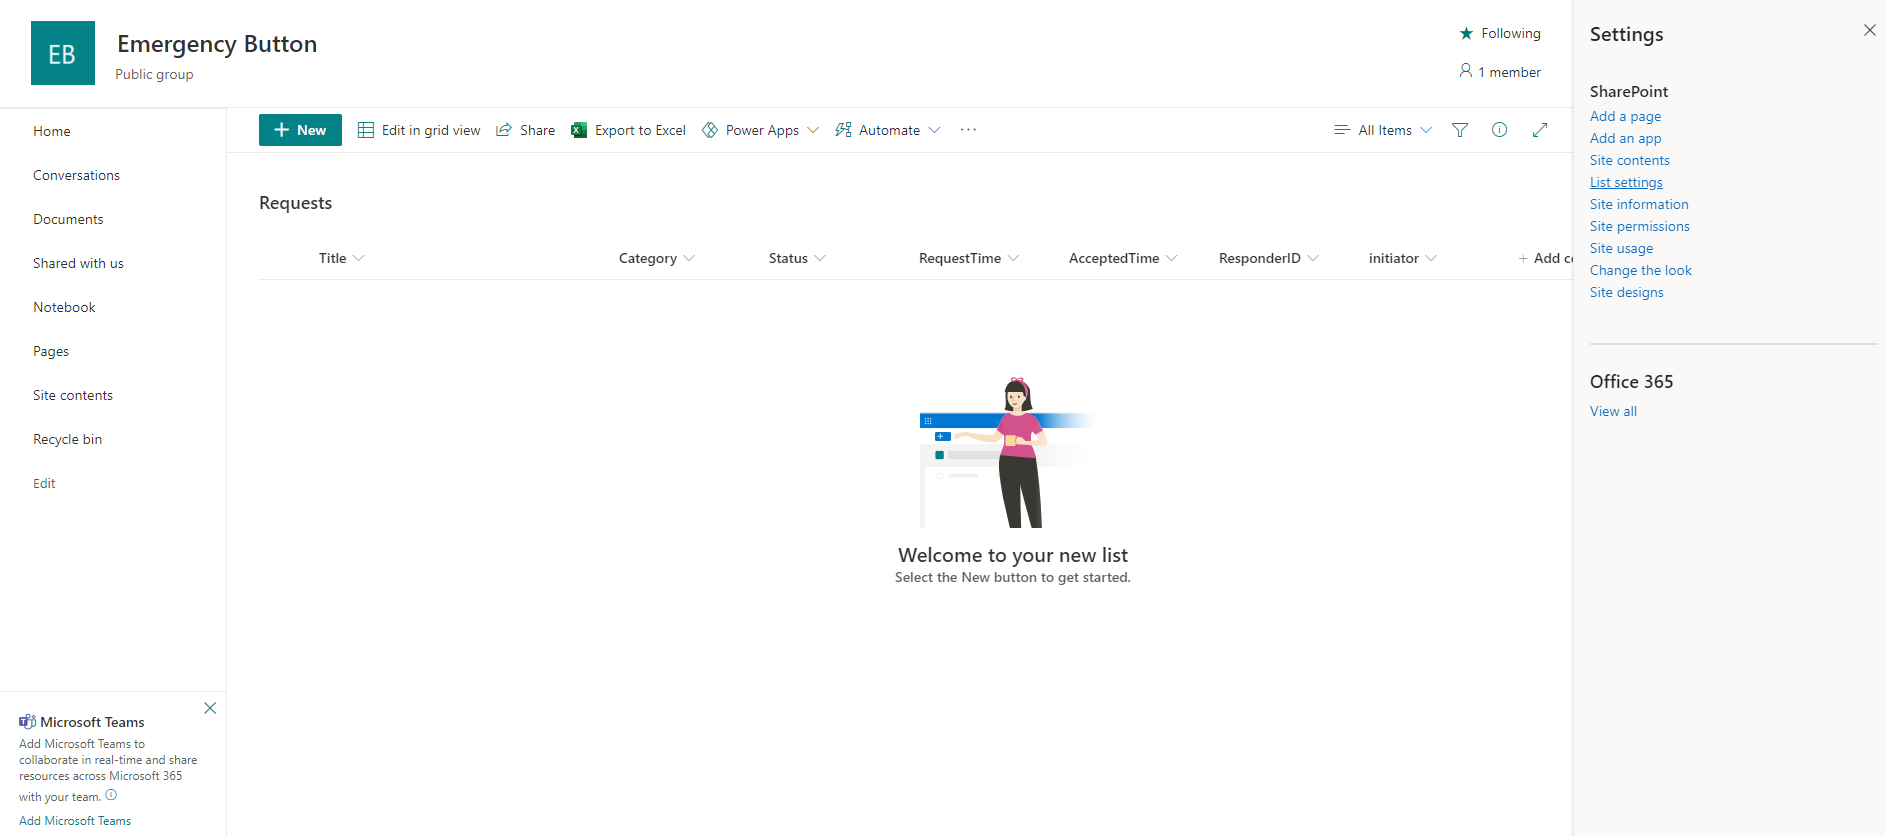 EB
Emergency Button
Public group
Following
1 member
Home
Conversations
Documents
Shared with us
Notebook
Pages
Site contents
Recycle bin
Edit
Microsoft Teams
Add Microsoft Teams to
collaborate in real-time and share
resources across Microsoft 365
with your team.
Add Microsoft Teams
New
Edit in grid view
Share
Export to Excel
Power Apps
Automate
All Items
Requests
Title
Category
Status
RequestTime
AcceptedTime
ResponderID
initiator
Add c
Welcome to your new list
Select the New button to get started.
Settings
SharePoint
Add a page
Add an app
Site contents
List settings
Site information
Site permissions
Site usage
Change the look
Site designs
Office 365
View all